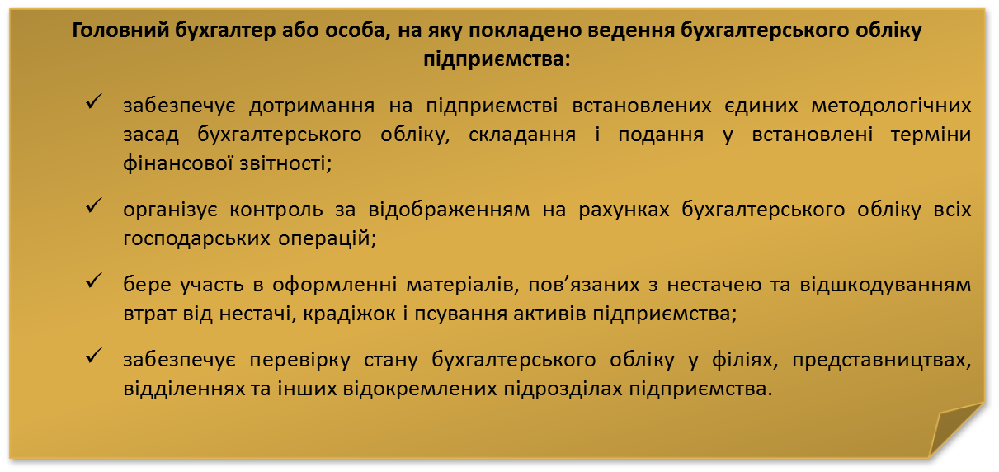 Головний бухгалтер або особа, на яку покладено ведення бухгалтерського обліку
підприємства:
✓ забезпечує дотримання на підприємстві встановлених єдиних методологічних
засад бухгалтерського обліку, складання і подання у встановлені терміни
фінансової звітності;
✓ організує контроль за відображенням на рахунках бухгалтерського обліку всіх
господарських операцій;
✓ бере участь в оформленні матеріалів, пов’язаних з нестачею та відшкодуванням
втрат від нестачі, крадіжок і псування активів підприємства;
✓ забезпечує перевірку стану бухгалтерського обліку у філіях, представництвах,
відділеннях та інших відокремлених підрозділах підприємства.